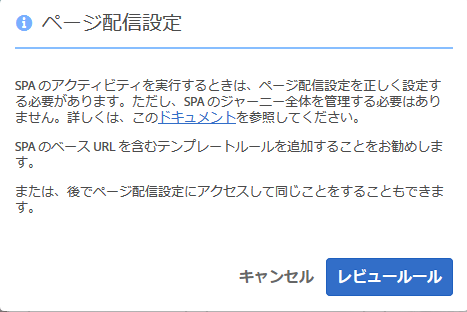 ページ配信設定
SPA のアクティビティを実行するときは、ページ配信設定を正しく設定す
る必要があります。ただし、SPA のジャーニー全体を管理する必要はあり
ません。詳しくは、このドキュメントを参照してください。
SPA のベース URL を含むテンプレートルールを追加することをお勧めしま
す。
または、後でページ配信設定にアクセスして同じことをすることもできま
す。
キャンセル
レビュールール